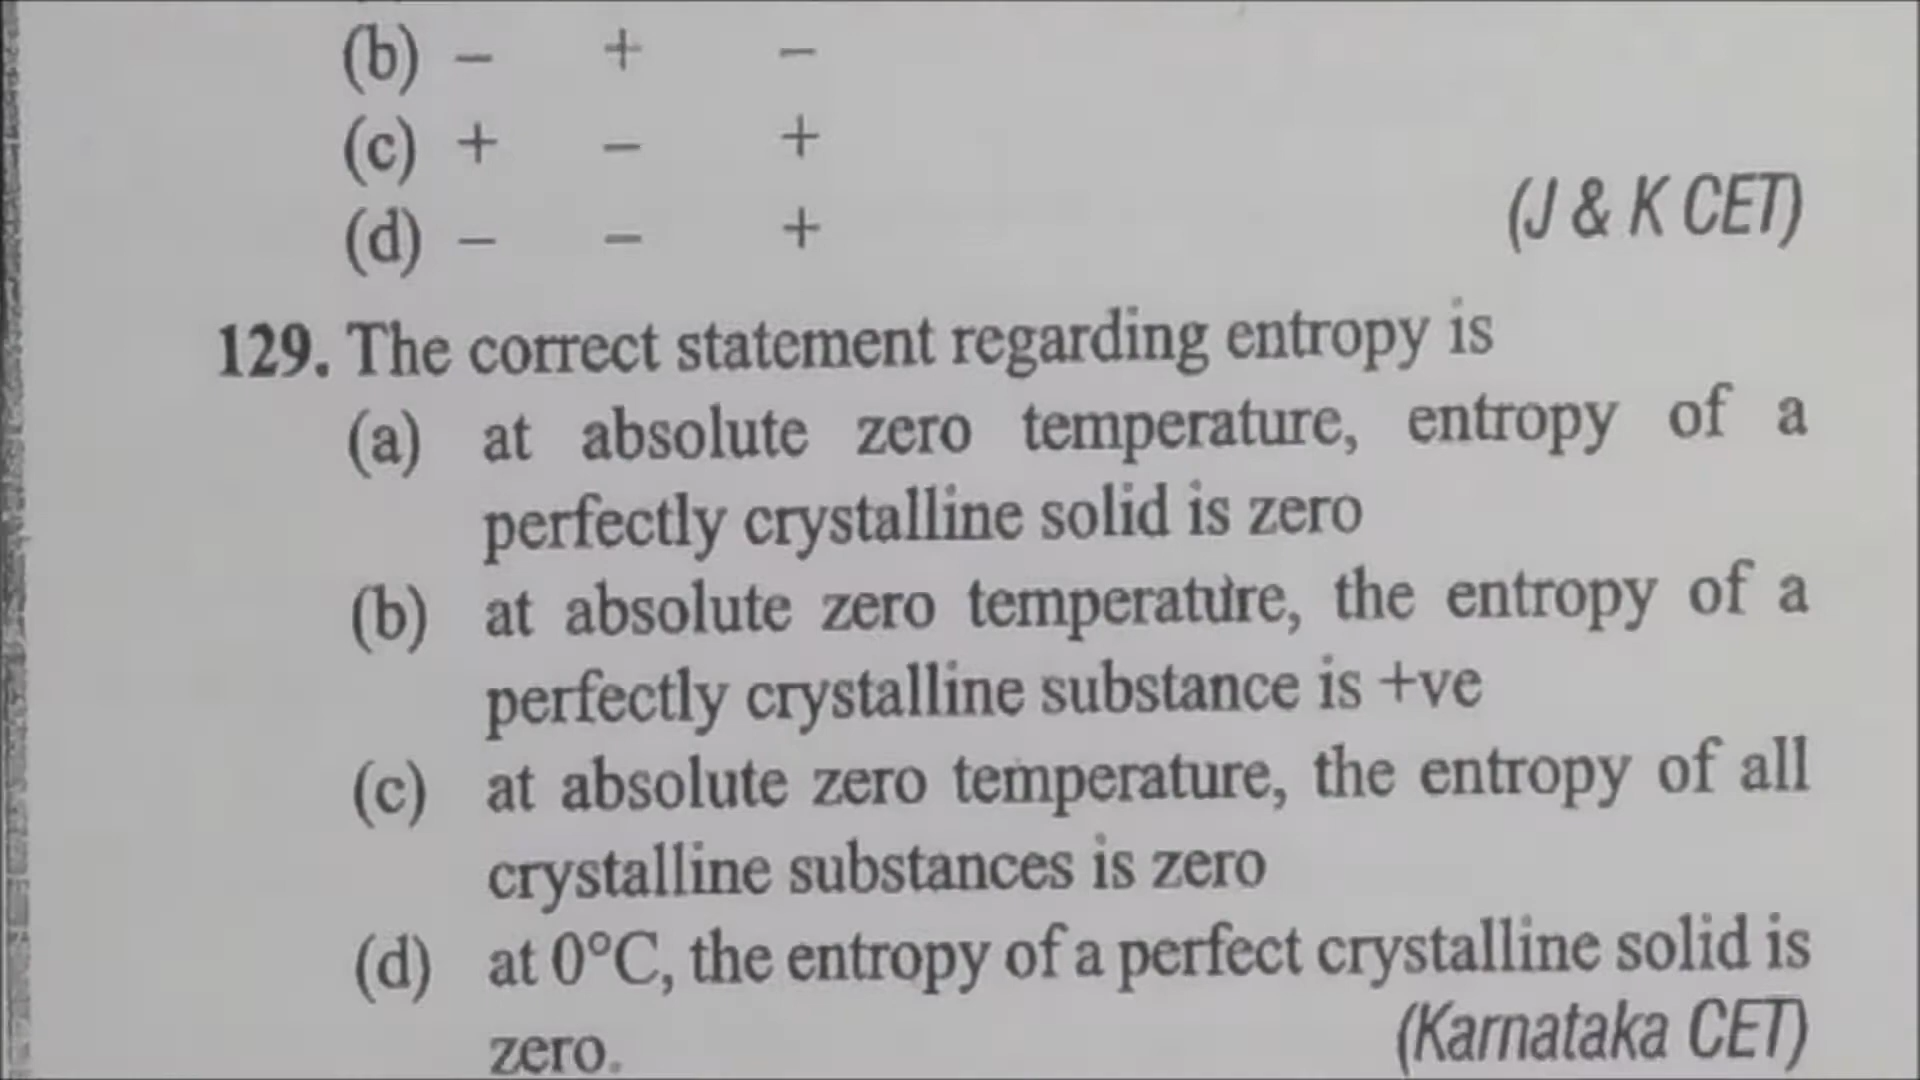 (b) − + −
(c) + − +
(d) − − +
(J & K CET)
129. The correct statement regarding entropy is
(a) at absolute zero temperature, entropy of a
perfectly crystalline solid is zero
(b) at absolute zero temperature, the entropy of a
perfectly crystalline substance is +ve
(c) at absolute zero temperature, the entropy of all
crystalline substances is zero
(d) at 0°C, the entropy of a perfect crystalline solid is
zero.
(Karnataka CET)